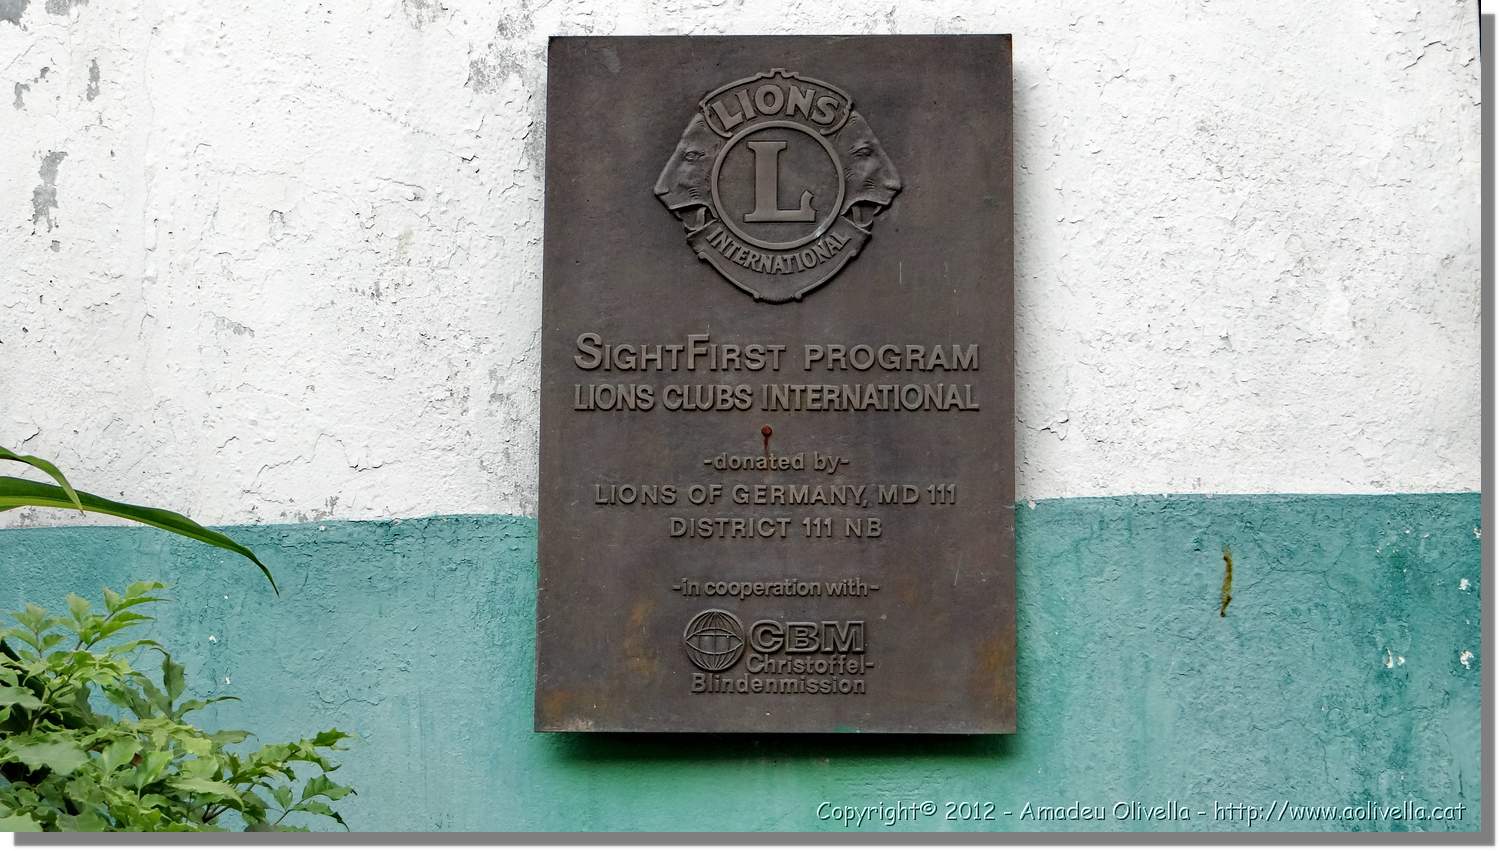 LIONS
L
INTERNATIONAL
SIGHTFIRST PROGRAM
LIONS CLUBS INTERNATIONAL
-donated by-
LIONS OF GERMANY, MD 111
DISTRICT 111 NB
-in cooperation with-
CBM
Christoffel-
Blindenmission
Copyright© 2012 - Amadeu Olivella - http://www.aolivella.cat